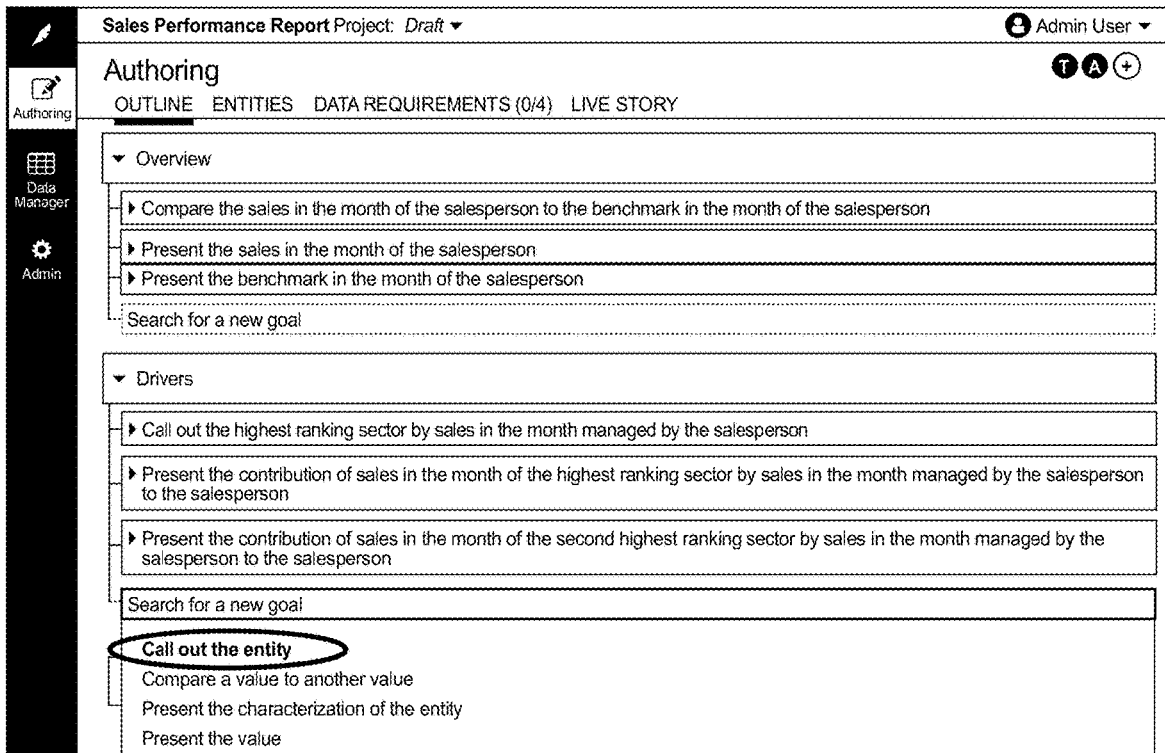 Sales Performance Report Project: Draft
Admin User
Authoring
T A +
OUTLINE ENTITIES DATA REQUIREMENTS (0/4) LIVE STORY
Authoring
Data
Manager
Admin
Overview
Compare the sales in the month of the salesperson to the benchmark in the month of the salesperson
Present the sales in the month of the salesperson
Present the benchmark in the month of the salesperson
Search for a new goal
Drivers
Call out the highest ranking sector by sales in the month managed by the salesperson
Present the contribution of sales in the month of the highest ranking sector by sales in the month managed by the salesperson
to the salesperson
Present the contribution of sales in the month of the second highest ranking sector by sales in the month managed by the
salesperson to the salesperson
Search for a new goal
Call out the entity
Compare a value to another value
Present the characterization of the entity
Present the value